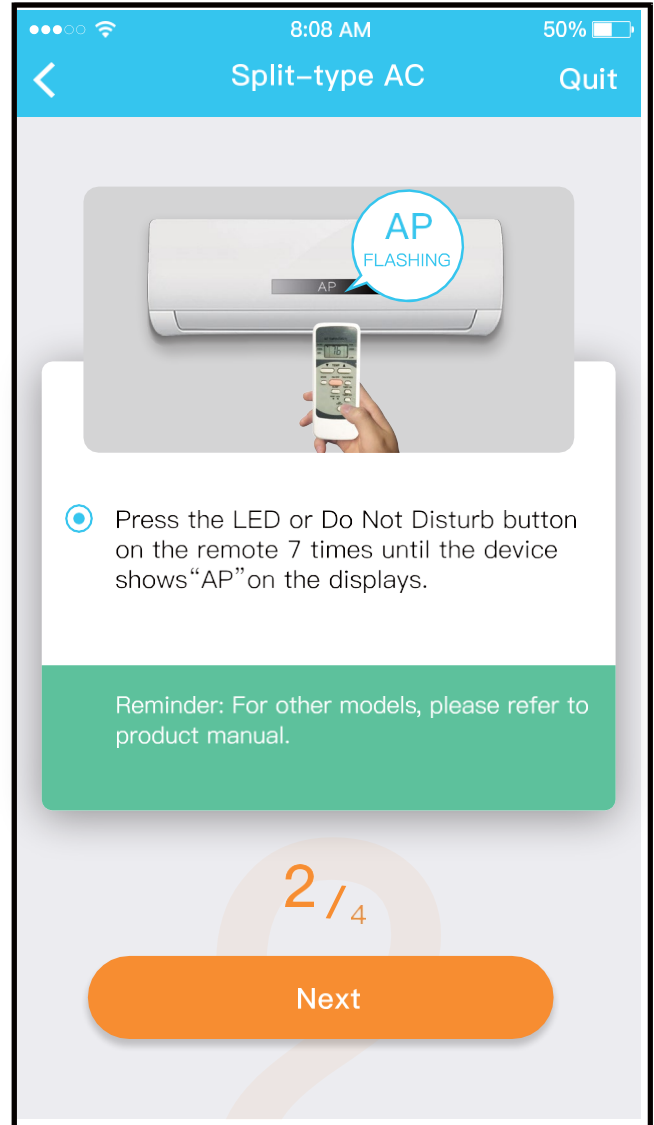 8:08 AM
50%
Split-type AC
Quit
AP
FLASHING
AP
76
Press the LED or Do Not Disturb button
on the remote 7 times until the device
shows“AP”on the displays.
Reminder: For other models, please refer to
product manual.
2/4
Next